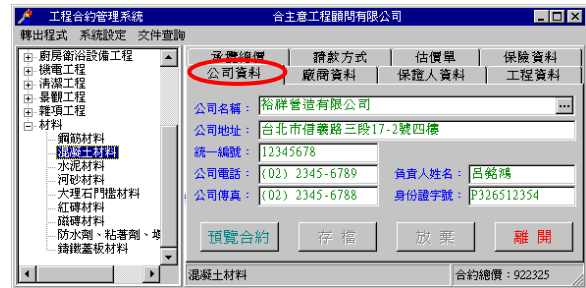 工程合約管理系統 合主意工程顧問有限公司
轉出程式 系統設定 文件查詢
廚房衛浴設備工程
機電工程
清潔工程
景觀工程
雜項工程
材料
鋼筋材料
混凝土材料
水泥材料
河砂材料
大理石門檻材料
紅磚材料
磁磚材料
防水劑、粘著劑、填
鑄鐵蓋板材料
承攬總價 請款方式 估價單 保險資料
公司資料 廠商資料 保證人資料 工程資料
公司名稱： 裕祥營造有限公司
公司地址： 台北市信義路三段17-2號四樓
統一編號： 12345678
公司電話： (02) 2345-6789 負責人姓名： 呂銘鴻
公司傳真： (02) 2345-6788 身份證字號： P326512354
預覽合約 存 檔 放 棄 離 開
混凝土材料 合約總價：922325